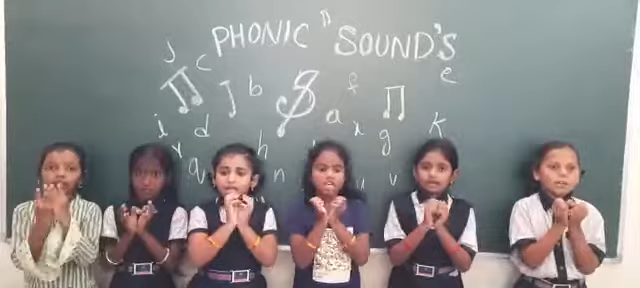 PHONIC SOUND'S
j c e
b f
i d a x g k
r q h n u v